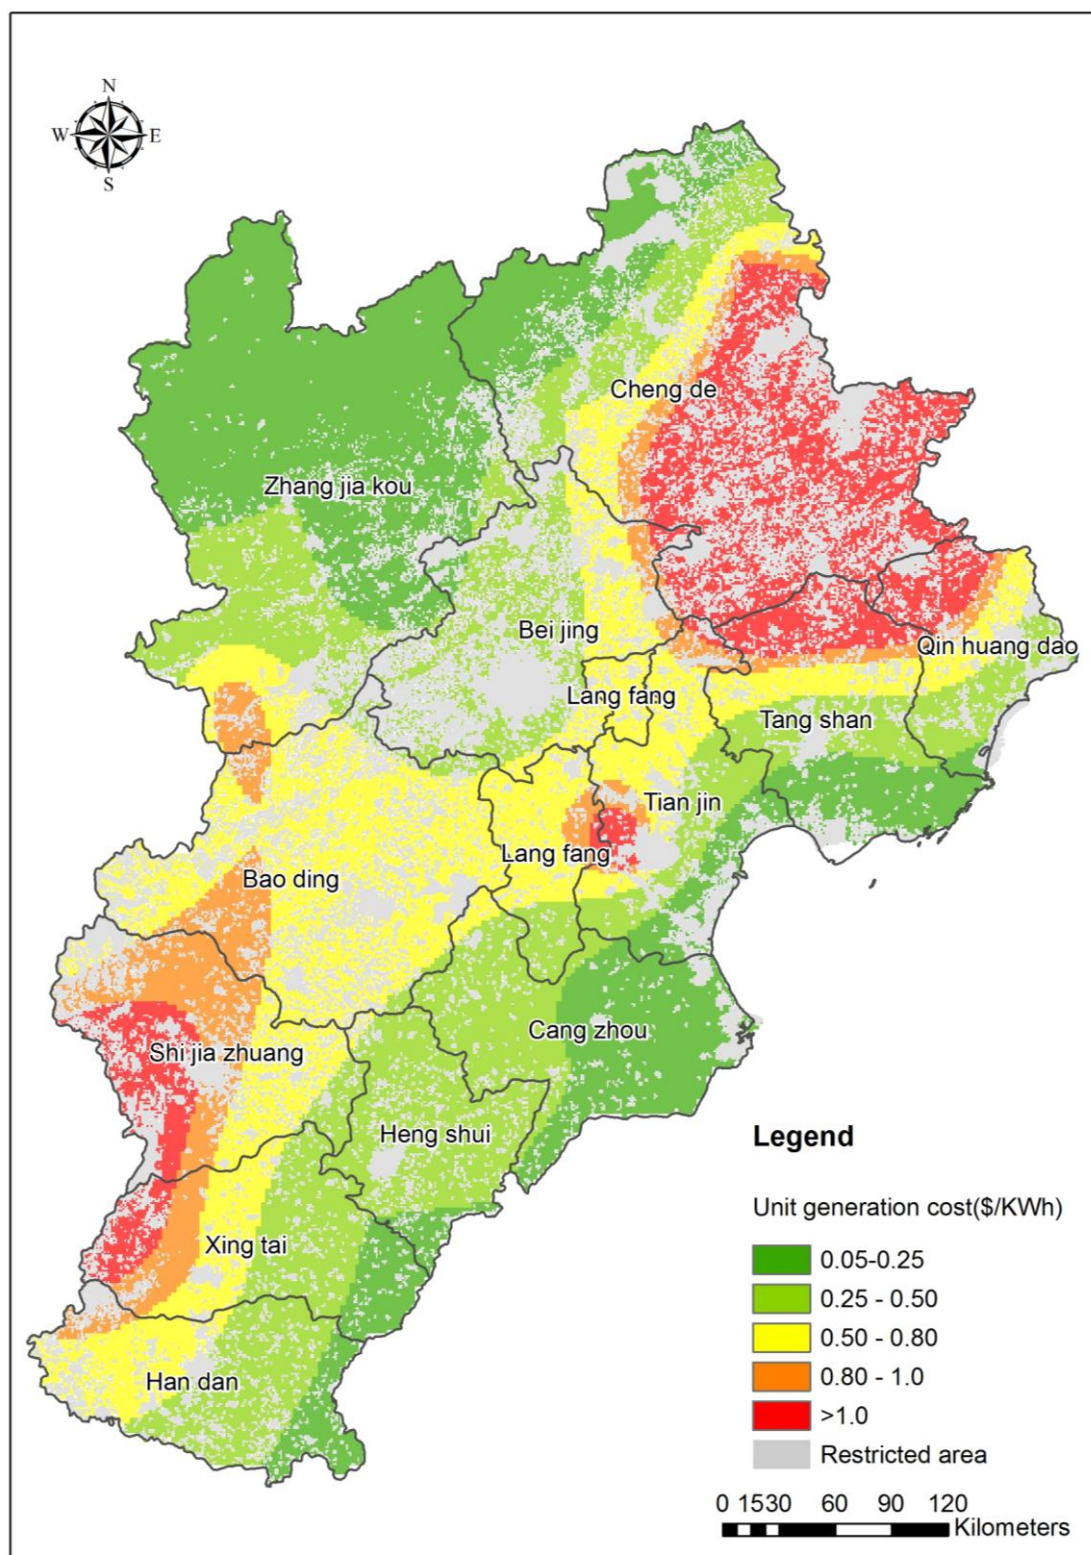 N
W E
S
Cheng de
Zhang jia kou
Bei jing
Qin huang dao
Lang fang
Tang shan
Tian jin
Lang fang
Bao ding
Cang zhou
Shi jia zhuang
Heng shui
Xing tai
Han dan
Legend
Unit generation cost($/KWh)
0.05-0.25
0.25 - 0.50
0.50 - 0.80
0.80 - 1.0
>1.0
Restricted area
0 15 30 60 90 120
Kilometers